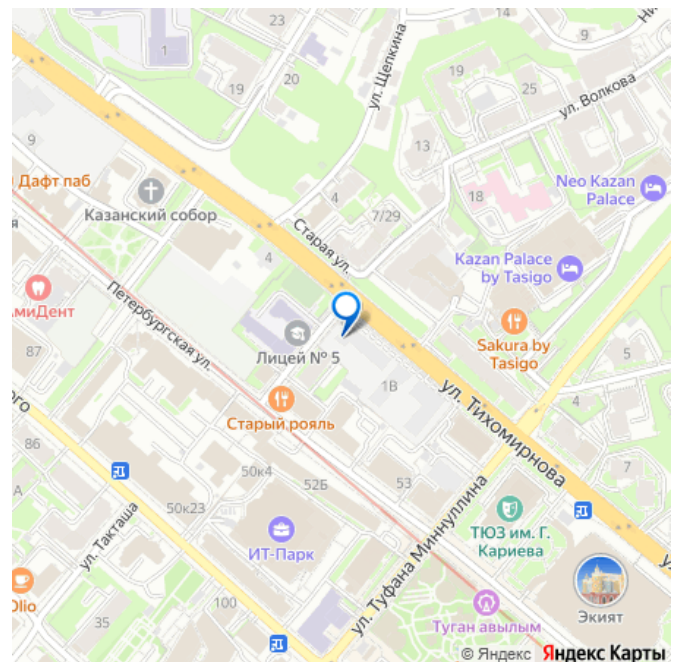 23
1
19
20
ул. Щепкина
19
25
ул. Волкова
9
13
Дафт паб
Казанский собор
4
7/29
18
Neo Kazan
Palace
Старая ул.
4
Kazan Palace
by Tasigo
Петербургская ул.
АмиДент
Лицей № 5
Sakura by
Tasigo
87
5
1В
ул. Тихомирнова
Старый рояль
4
86
50к4
52Б
53
7
50к23
ул. Такташа
ИТ-Парк
ул. Туфана Миннуллина
ТЮЗ им. Г.
Кариева
Olio
100
Экият
35
Туган авылым
© Яндекс Яндекс Карты